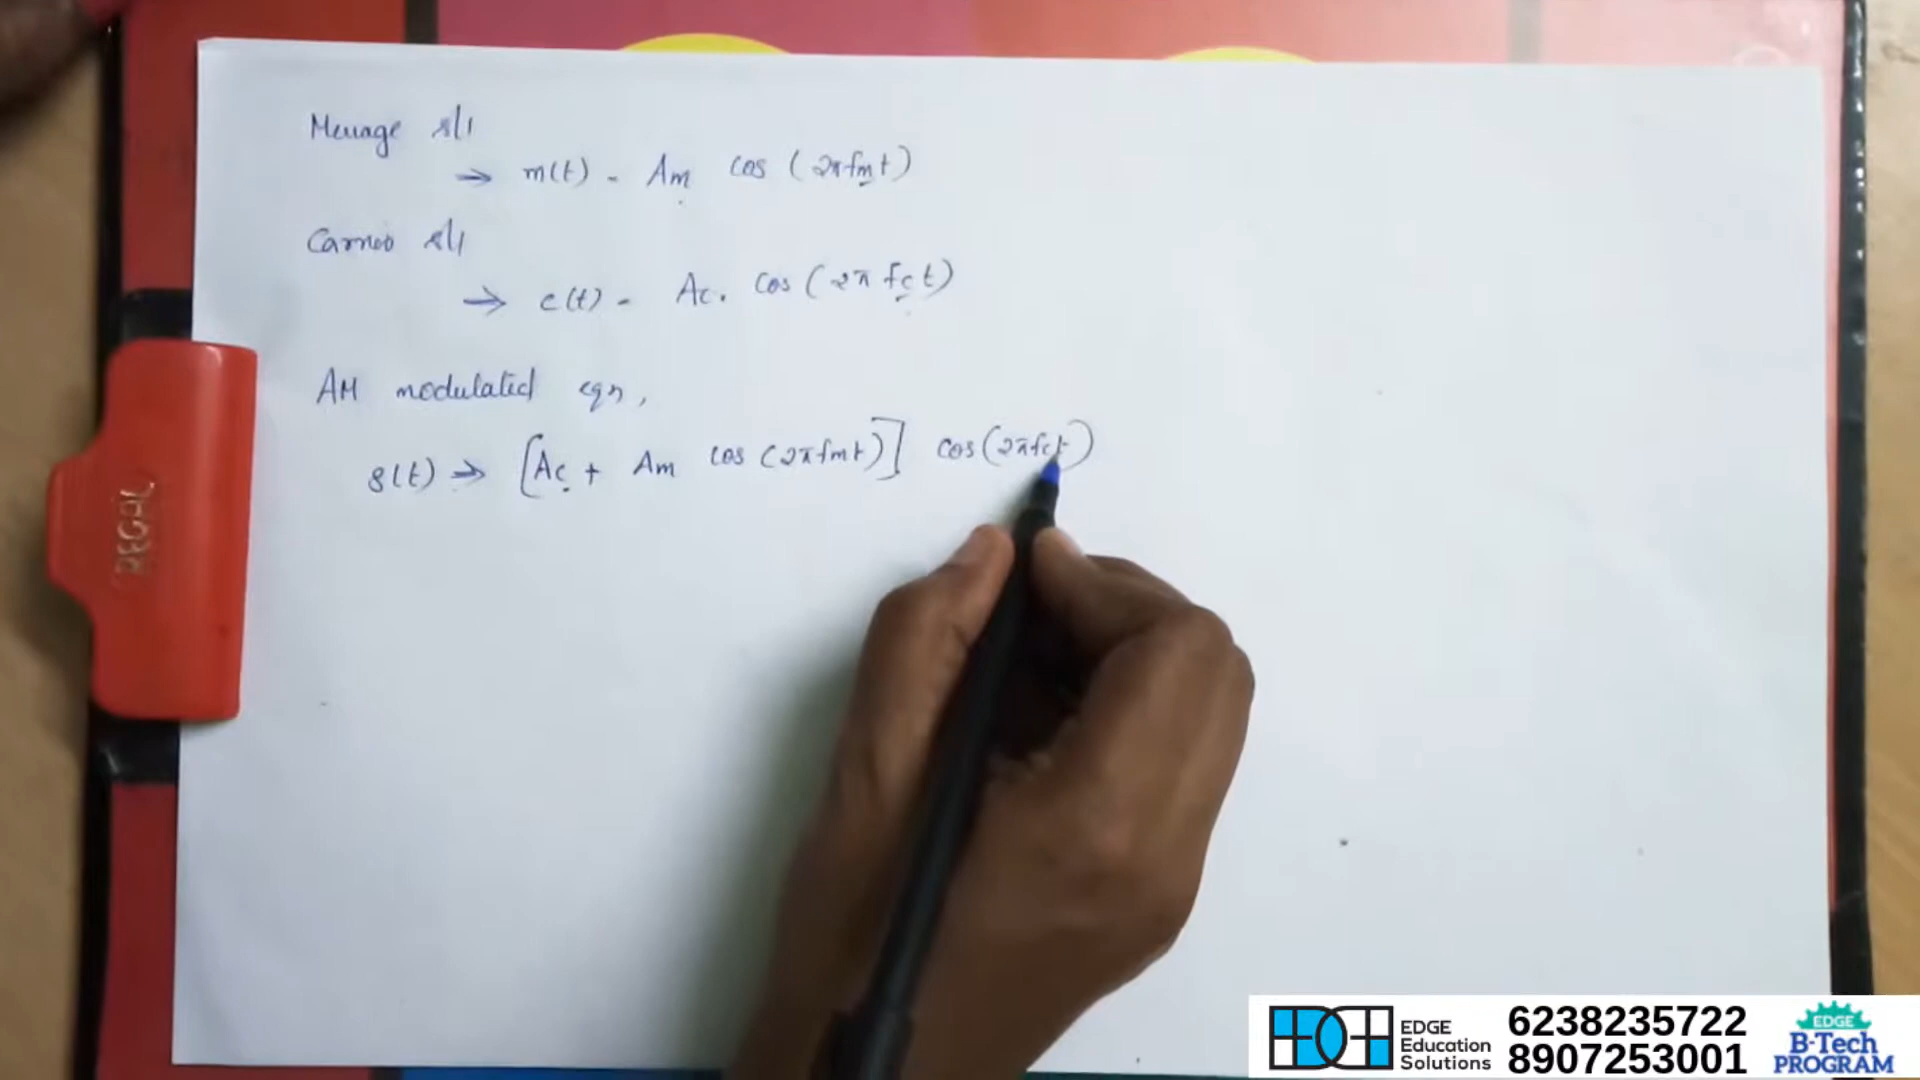 Message s/l
→ m(t) - Am cos (2πfmt)
Carrier s/l
→ c(t) - Ac. cos (2π fct)
AM modulated eqn,
s(t) → [Ac + Am cos (2πfmt)] cos(2πfct)
REGAL
EDGE
Education
Solutions
6238235722
8907253001
EDGE
B-Tech
PROGRAM